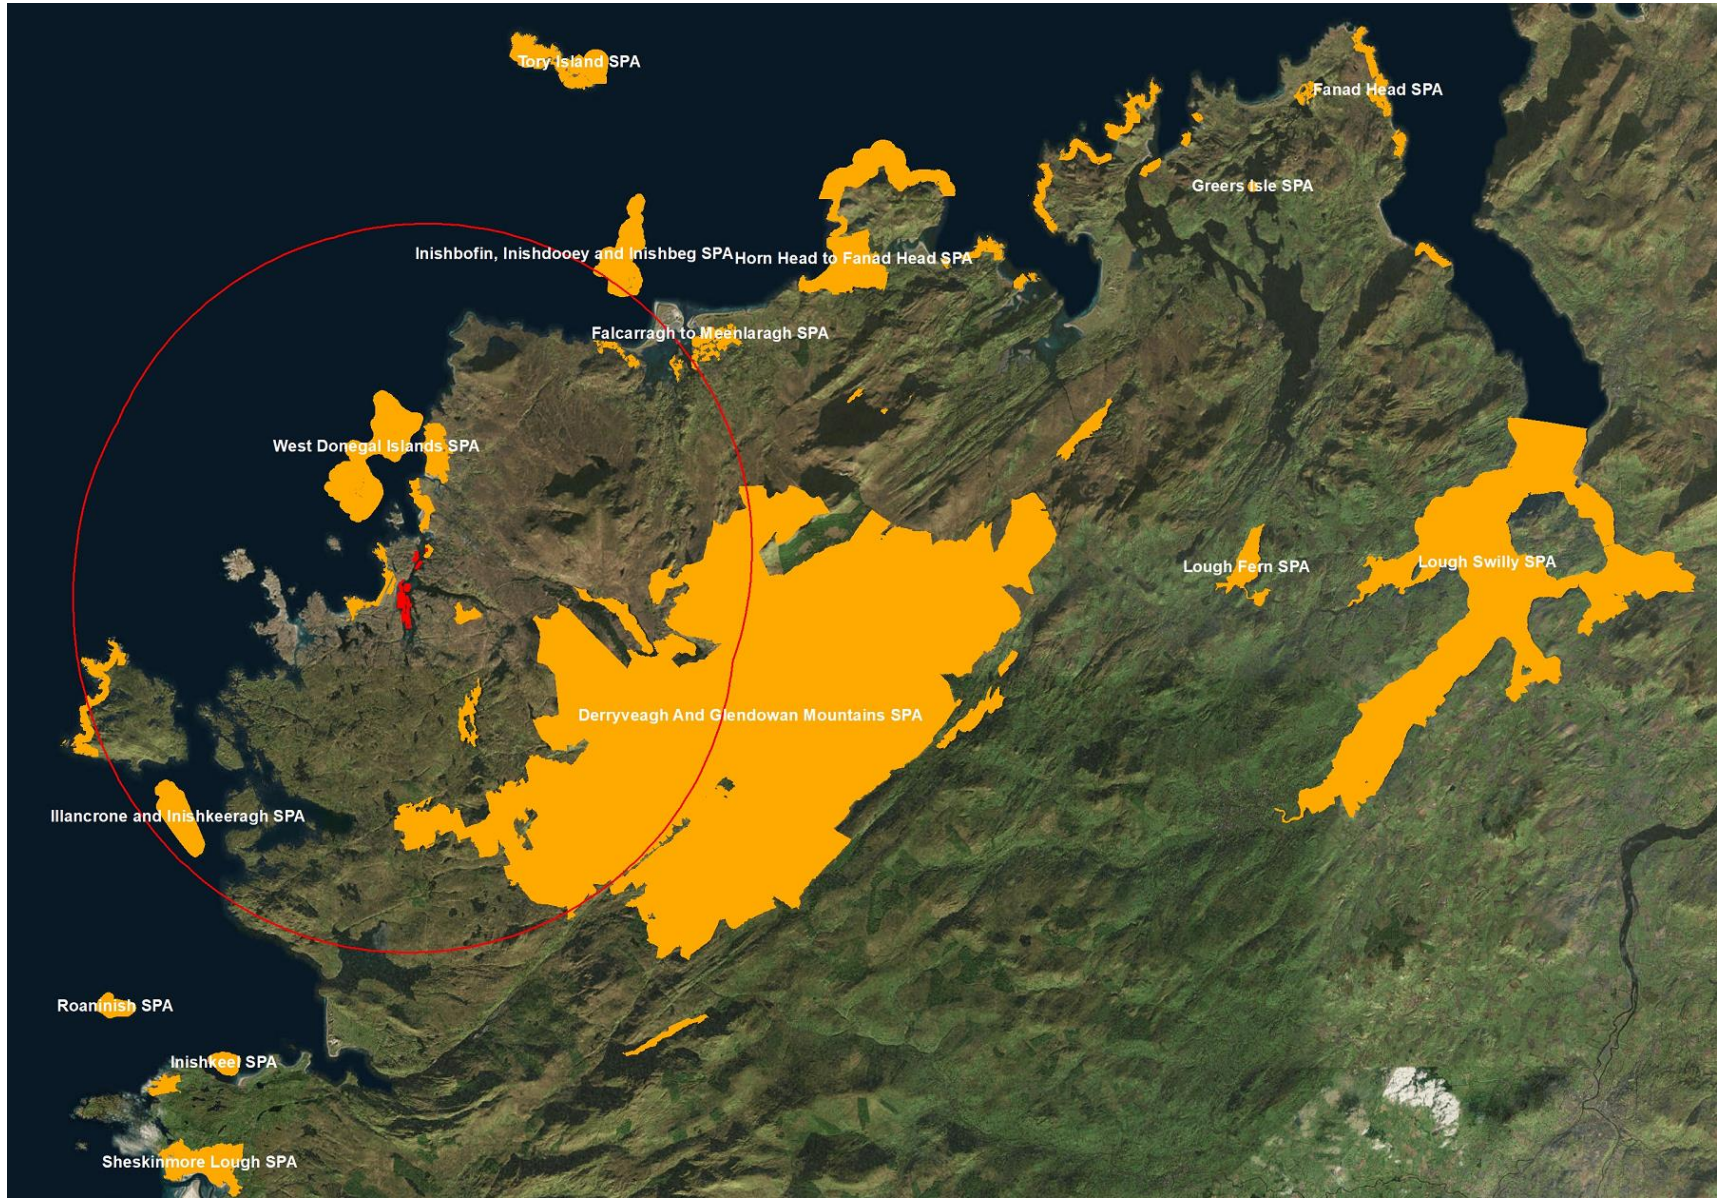 Tory Island SPA
Fanad Head SPA
Greers Isle SPA
Inishbofin, Inishdooey and Inishbeg SPA
Horn Head to Fanad Head SPA
Falcarragh to Meenlaragh SPA
West Donegal Islands SPA
Lough Fern SPA
Lough Swilly SPA
Derryveagh And Glendowan Mountains SPA
Illancrone and Inishkeeragh SPA
Roaninish SPA
Inishkeel SPA
Sheskinmore Lough SPA